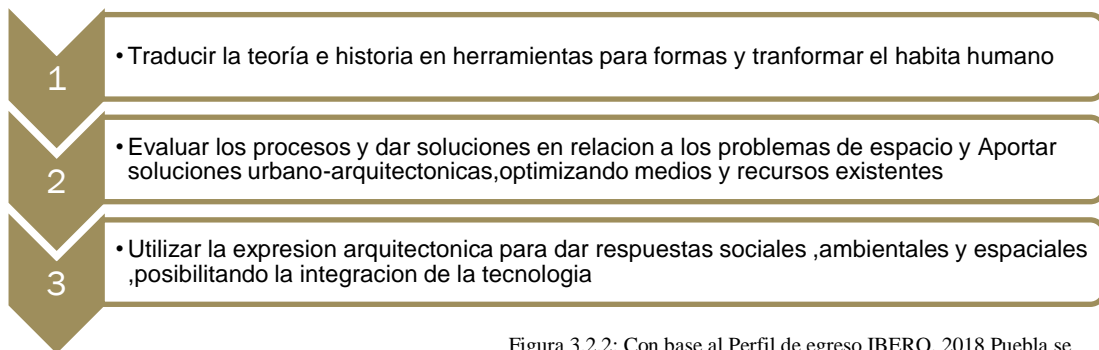 1
• Traducir la teoría e historia en herramientas para formas y tranformar el habita humano
2
• Evaluar los procesos y dar soluciones en relacion a los problemas de espacio y Aportar
soluciones urbano-arquitectonicas,optimizando medios y recursos existentes
3
• Utilizar la expresion arquitectonica para dar respuestas sociales ,ambientales y espaciales
,posibilitando la integracion de la tecnologia
Figura 3.2.2: Con base al Perfil de egreso IBERO, 2018 Puebla se